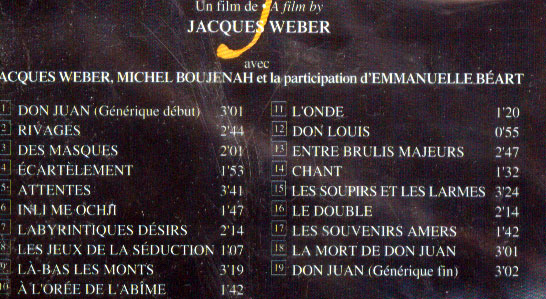 Un film de • A film by
JACQUES WEBER
avec
JACQUES WEBER, MICHEL BOUJENAH et la participation d'EMMANUELLE BÉART
1 DON JUAN (Générique début) 3'01
2 RIVAGES 2'44
3 DES MASQUES 2'01
4 ÉCARTÈLEMENT 1'53
5 ATTENTES 3'41
6 INLI ME OCHJI 1'47
7 LABYRINTIQUES DÉSIRS 2'14
8 LES JEUX DE LA SÉDUCTION 1'07
9 LÀ-BAS LES MONTS 3'19
10 À L'ORÉE DE L'ABÎME 1'42
11 L'ONDE 1'20
12 DON LOUIS 0'55
13 ENTRE BRULIS MAJEURS 2'47
14 CHANT 1'32
15 LES SOUPIRS ET LES LARMES 3'24
16 LE DOUBLE 2'14
17 LES SOUVENIRS AMERS 1'42
18 LA MORT DE DON JUAN 3'01
19 DON JUAN (Générique fin) 3'02